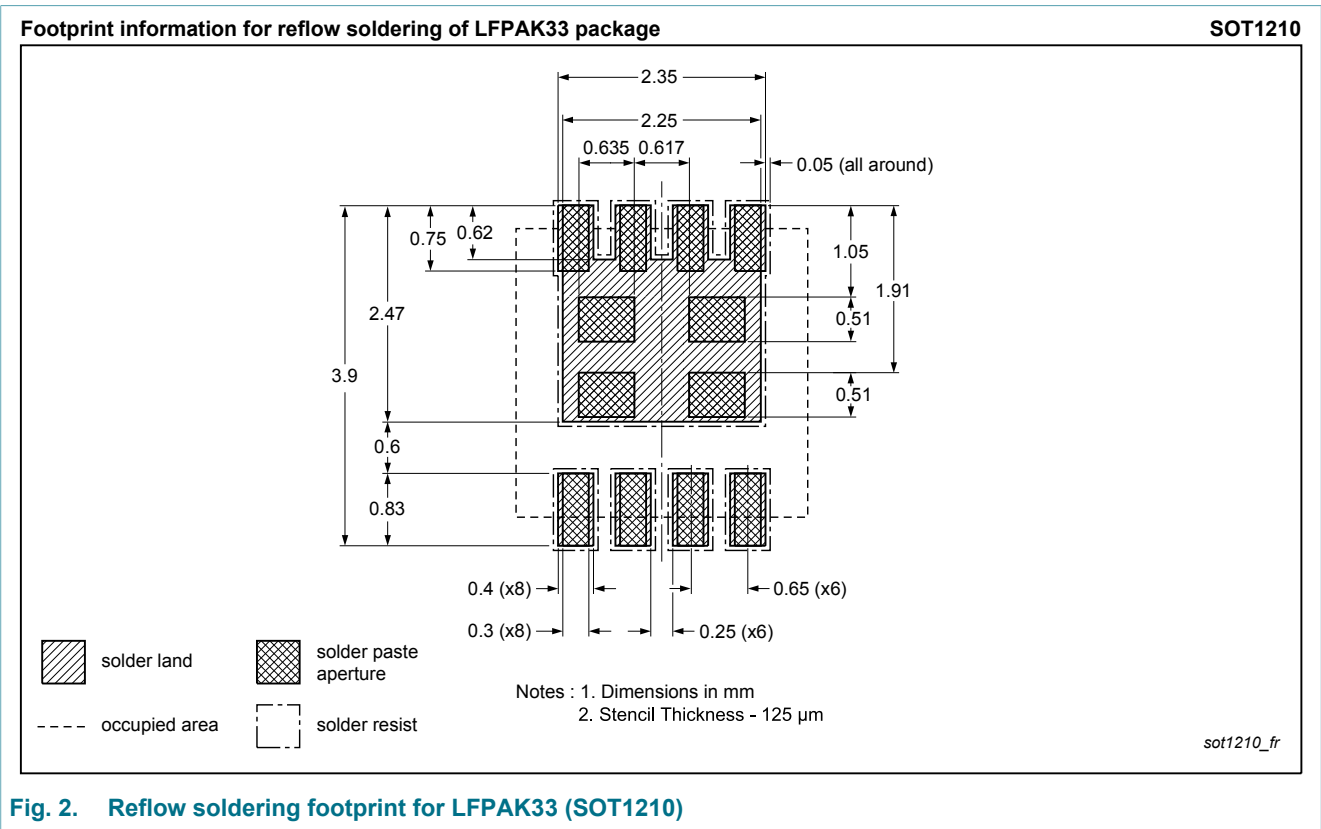 Footprint information for reflow soldering of LFPAK33 package SOT1210
2.35
2.25
0.635 0.617
0.05 (all around)
0.75 0.62
1.05
1.91
2.47
0.51
3.9
0.51
0.6
0.83
0.4 (x8)
0.65 (x6)
0.3 (x8)
0.25 (x6)
solder land
solder paste
aperture
occupied area
solder resist
Notes : 1. Dimensions in mm
2. Stencil Thickness - 125 µm
sot1210_fr
Fig. 2. Reflow soldering footprint for LFPAK33 (SOT1210)